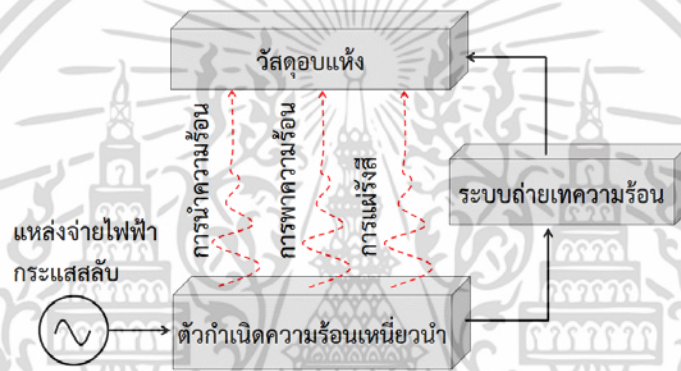 วัสดุอบแห้ง
การนำความร้อน
การพาความร้อน
การแผ่รังสี
ระบบถ่ายเทความร้อน
แหล่งจ่ายไฟฟ้า
กระแสสลับ
ตัวกำเนิดความร้อนเหนี่ยวนำ